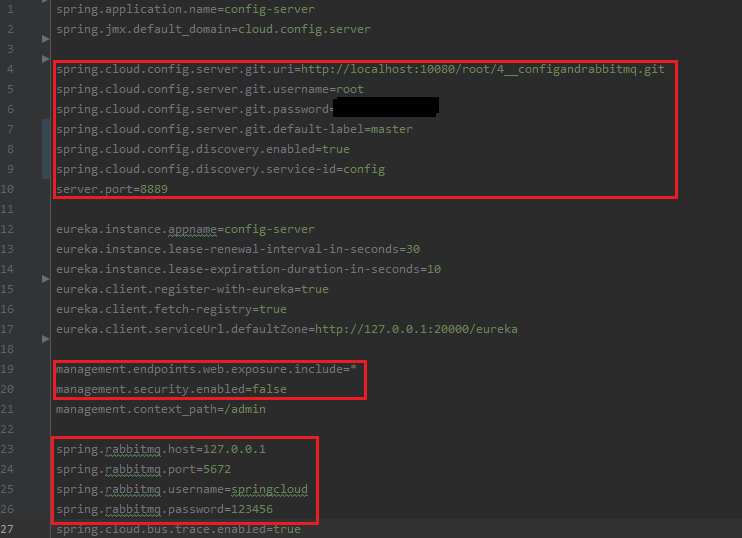 1 spring.application.name=config-server
2 spring.jmx.default_domain=cloud.config.server
3
4 spring.cloud.config.server.git.uri=http://localhost:10080/root/4__configandrabbitmq.git
5 spring.cloud.config.server.git.username=root
6 spring.cloud.config.server.git.password=
7 spring.cloud.config.server.git.default-label=master
8 spring.cloud.config.discovery.enabled=true
9 spring.cloud.config.discovery.service-id=config
10 server.port=8889
11
12 eureka.instance.appname=config-server
13 eureka.instance.lease-renewal-interval-in-seconds=30
14 eureka.instance.lease-expiration-duration-in-seconds=10
15 eureka.client.register-with-eureka=true
16 eureka.client.fetch-registry=true
17 eureka.client.serviceUrl.defaultZone=http://127.0.0.1:20000/eureka
18
19 management.endpoints.web.exposure.include=*
20 management.security.enabled=false
21 management.context_path=/admin
22
23 spring.rabbitmq.host=127.0.0.1
24 spring.rabbitmq.port=5672
25 spring.rabbitmq.username=springcloud
26 spring.rabbitmq.password=123456
27 spring.cloud.bus.trace.enabled=true